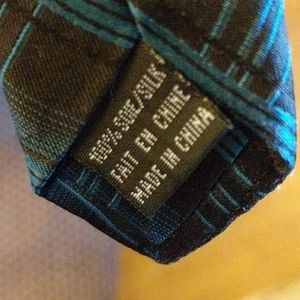 100% SOIE/SILK
FAIT EN CHINE
MADE IN CHINA